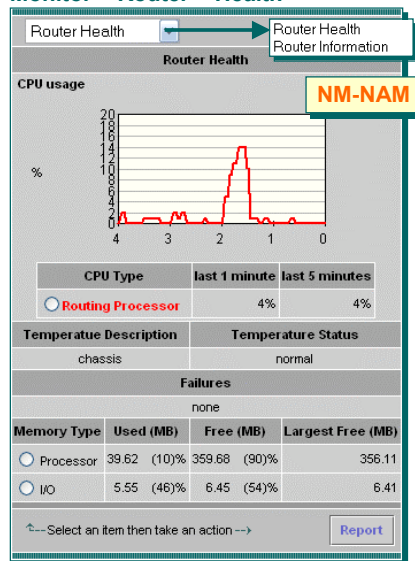 Router Health
Router Health
Router Information
Router Health
CPU usage
NM-NAM
20
18
16
14
12
10
8
6
4
2
0
%
4 3 2 1 0
CPU Type last 1 minute last 5 minutes
Routing Processor 4% 4%
Temperatue Description Temperature Status
chassis normal
Failures
none
Memory Type Used (MB) Free (MB) Largest Free (MB)
Processor 39.62 (10)% 359.68 (90)% 356.11
I/O 5.55 (46)% 6.45 (54)% 6.41
Select an item then take an action
Report